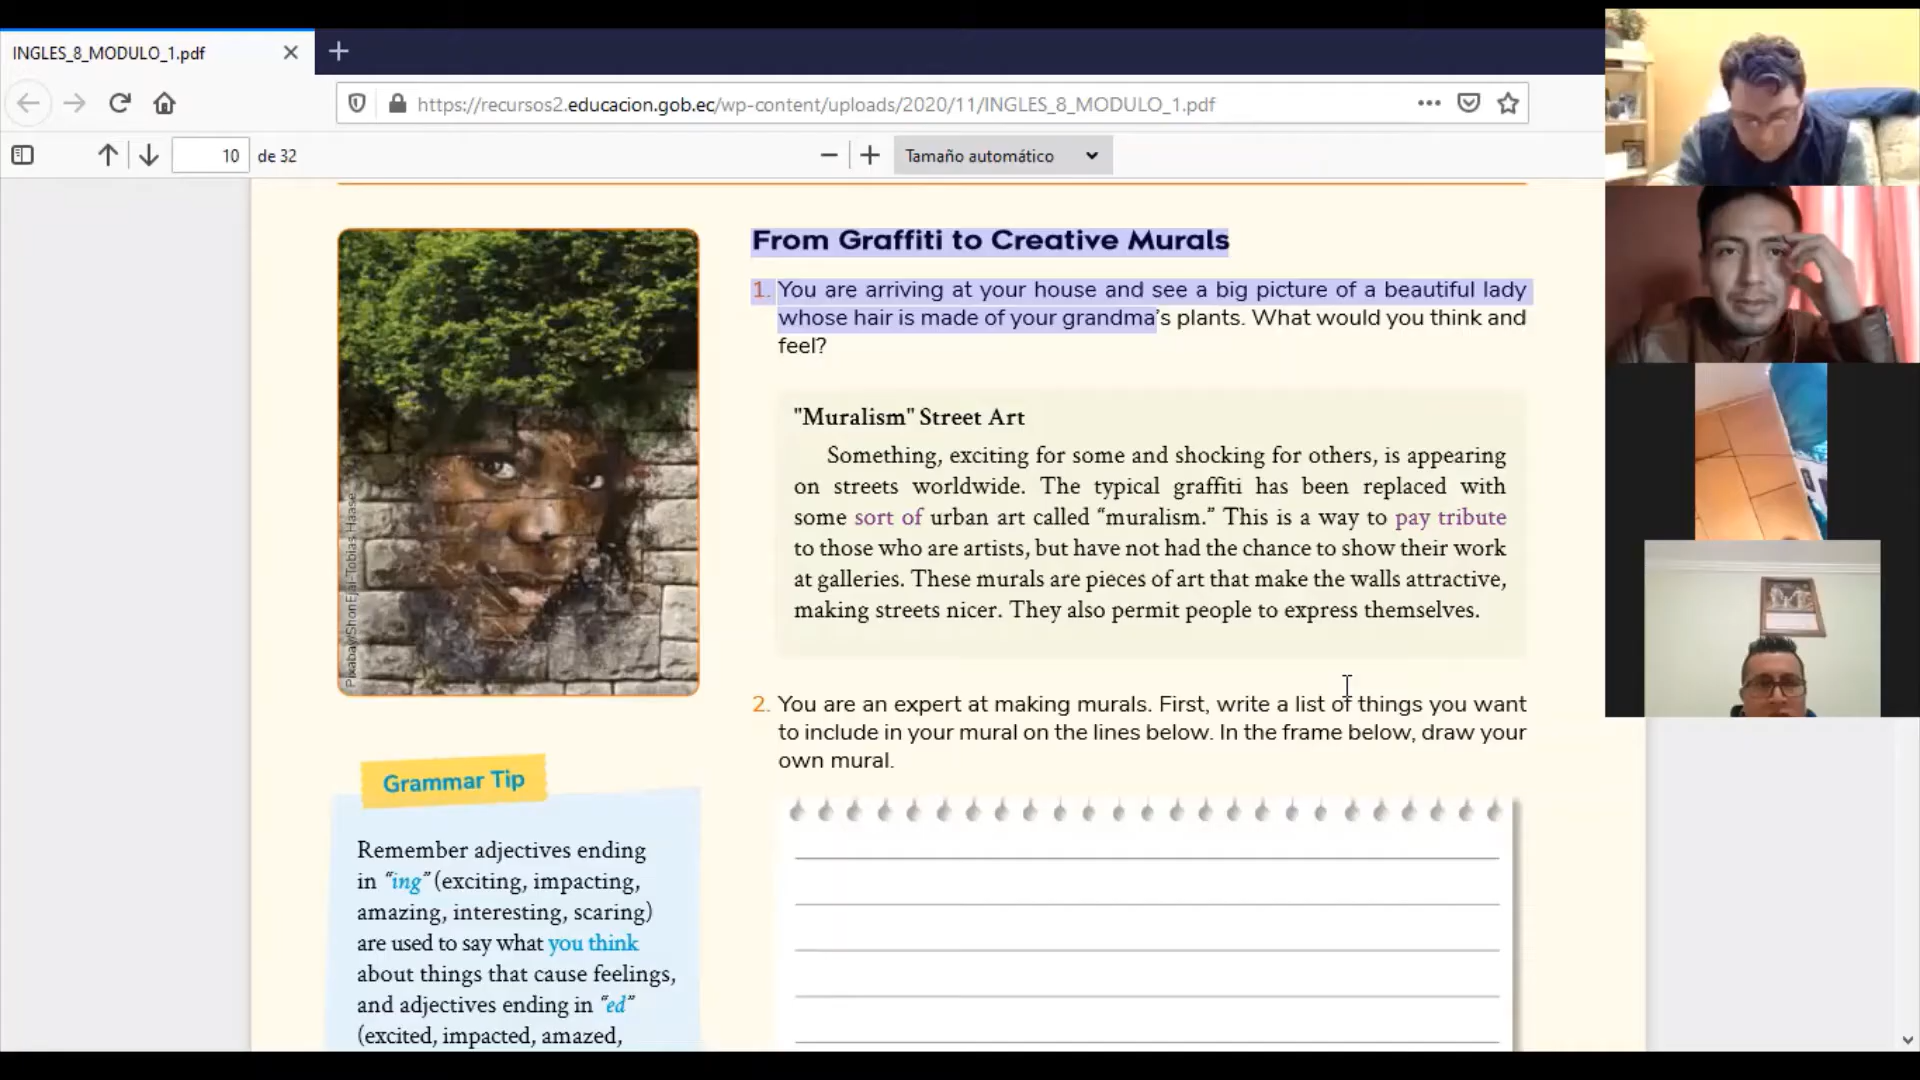 INGLES_8_MODULO_1.pdf
https://recursos2.educacion.gob.ec/wp-content/uploads/2020/11/INGLES_8_MODULO_1.pdf
10 de 32
Tamaño automático
From Graffiti to Creative Murals
1. You are arriving at your house and see a big picture of a beautiful lady
whose hair is made of your grandma's plants. What would you think and
feel?
"Muralism" Street Art
Something, exciting for some and shocking for others, is appearing
on streets worldwide. The typical graffiti has been replaced with
some sort of urban art called “muralism.” This is a way to pay tribute
to those who are artists, but have not had the chance to show their work
at galleries. These murals are pieces of art that make the walls attractive,
making streets nicer. They also permit people to express themselves.
Pixabay/ShonEjai-Tobias Haase
2. You are an expert at making murals. First, write a list of things you want
to include in your mural on the lines below. In the frame below, draw your
own mural.
Grammar Tip
Remember adjectives ending
in “ing” (exciting, impacting,
amazing, interesting, scaring)
are used to say what you think
about things that cause feelings,
and adjectives ending in “ed”
(excited, impacted, amazed,